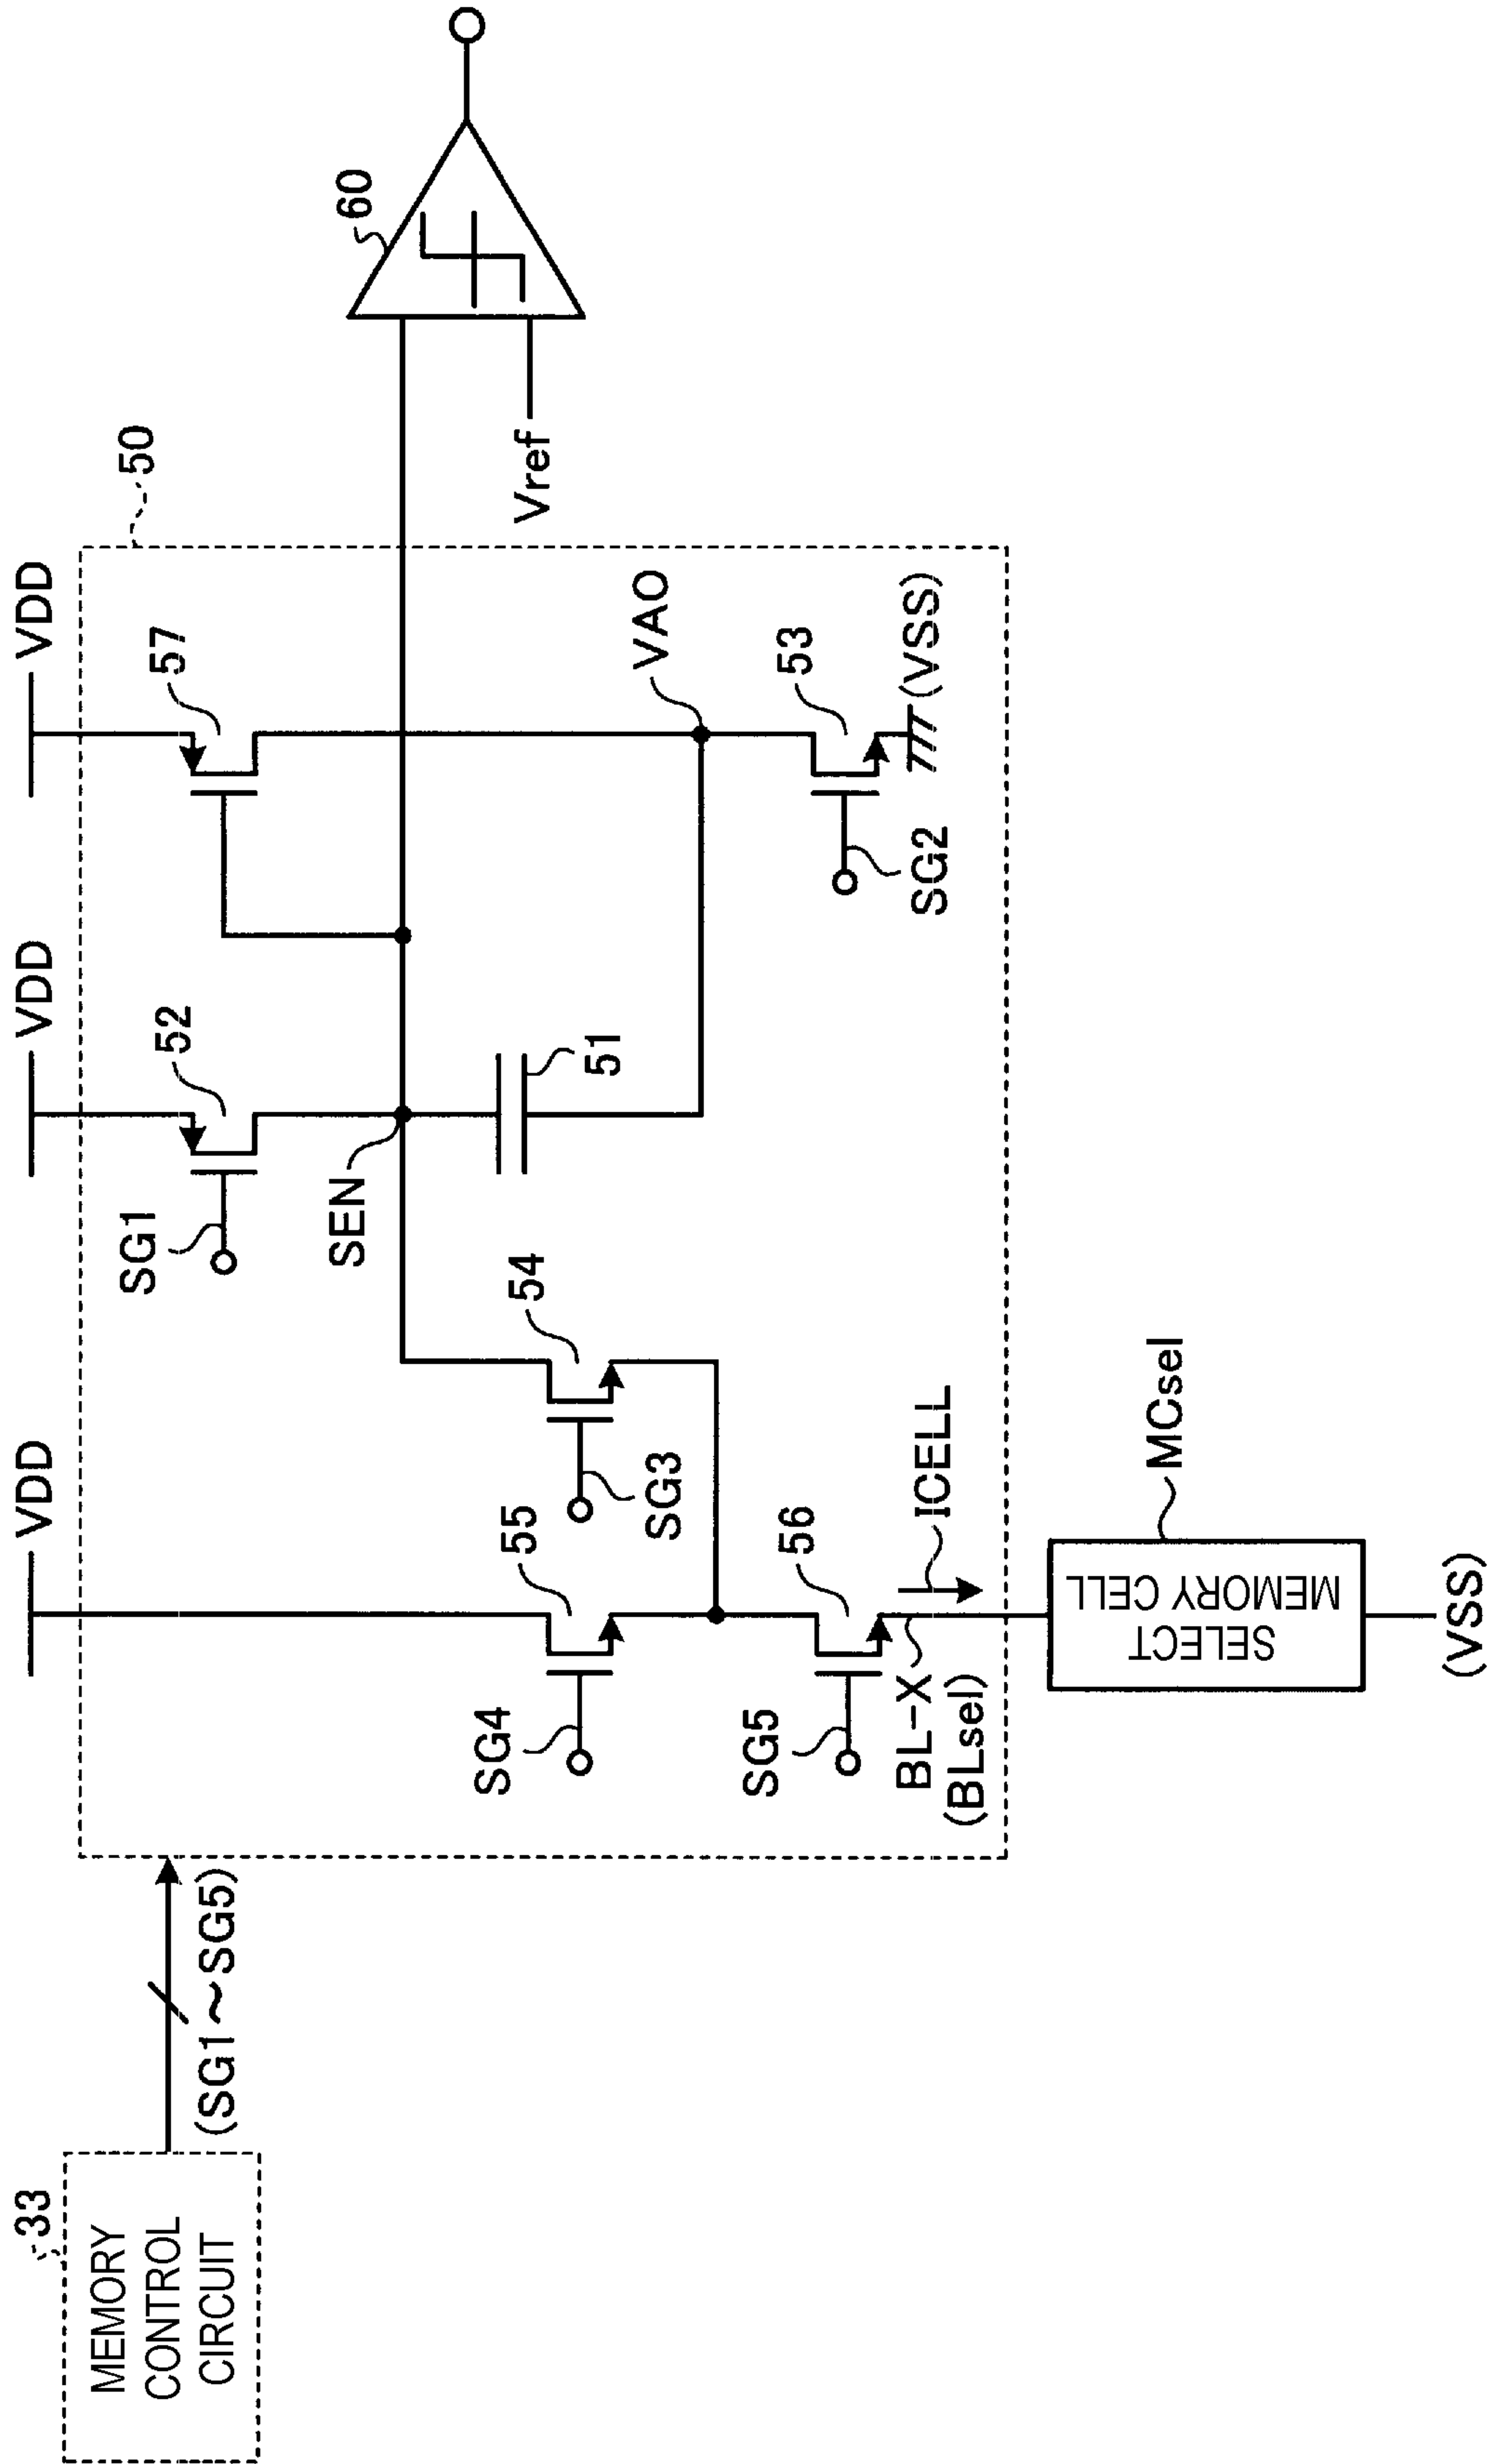 33
MEMORY
CONTROL
CIRCUIT
(SG1~SG5)
50
VDD
VDD
VDD
SG4
55
SG5
56
BL-X
(BLsel)
ICELL
SG3
54
SG1
52
SEN
51
57
VAO
53
SG2
(VSS)
60
Vref
SELECT
MEMORY CELL
MCsel
(VSS)